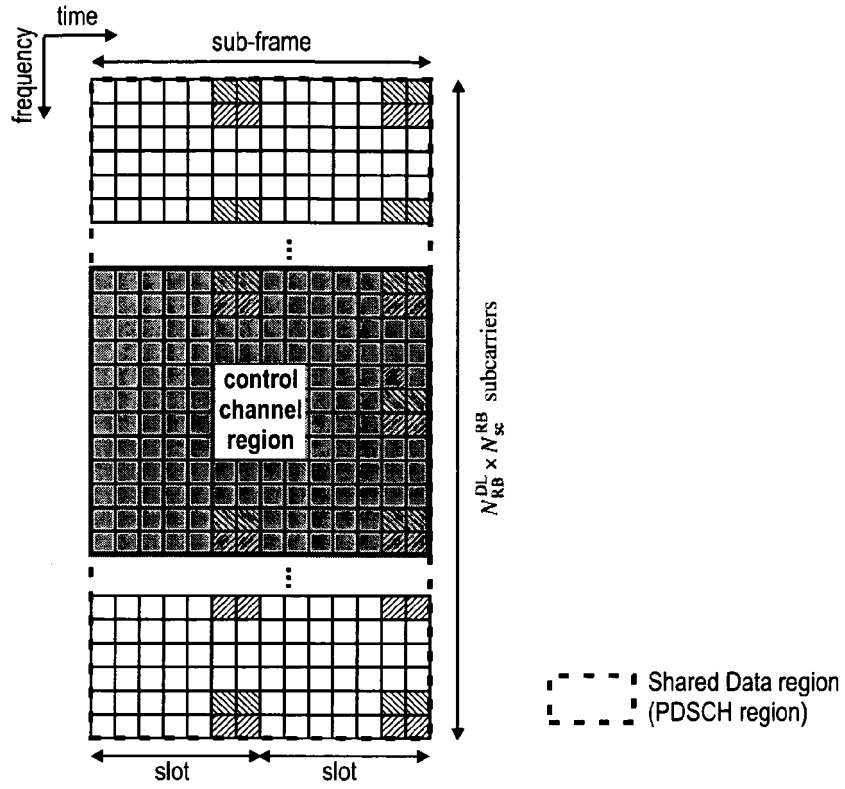 time
frequency
sub-frame
control
channel
region
N_RB^DL × N_sc^RB subcarriers
slot
slot
Shared Data region
(PDSCH region)